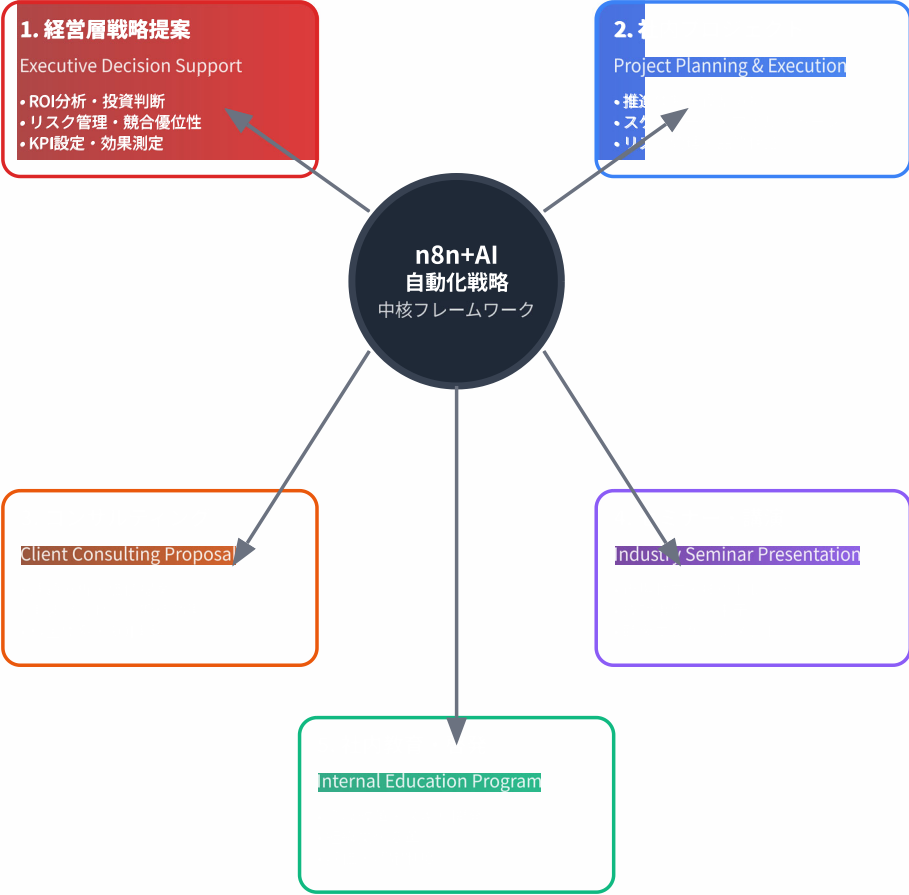 1. 経営層戦略提案
Executive Decision Support
• ROI分析・投資判断
• リスク管理・競合優位性
• KPI設定・効果測定
2.
Project Planning & Execution
• 推進
• スケ
• リス
n8n+AI
自動化戦略
中核フレームワーク
Client Consulting Proposal
Industry Seminar Presentation
Internal Education Program